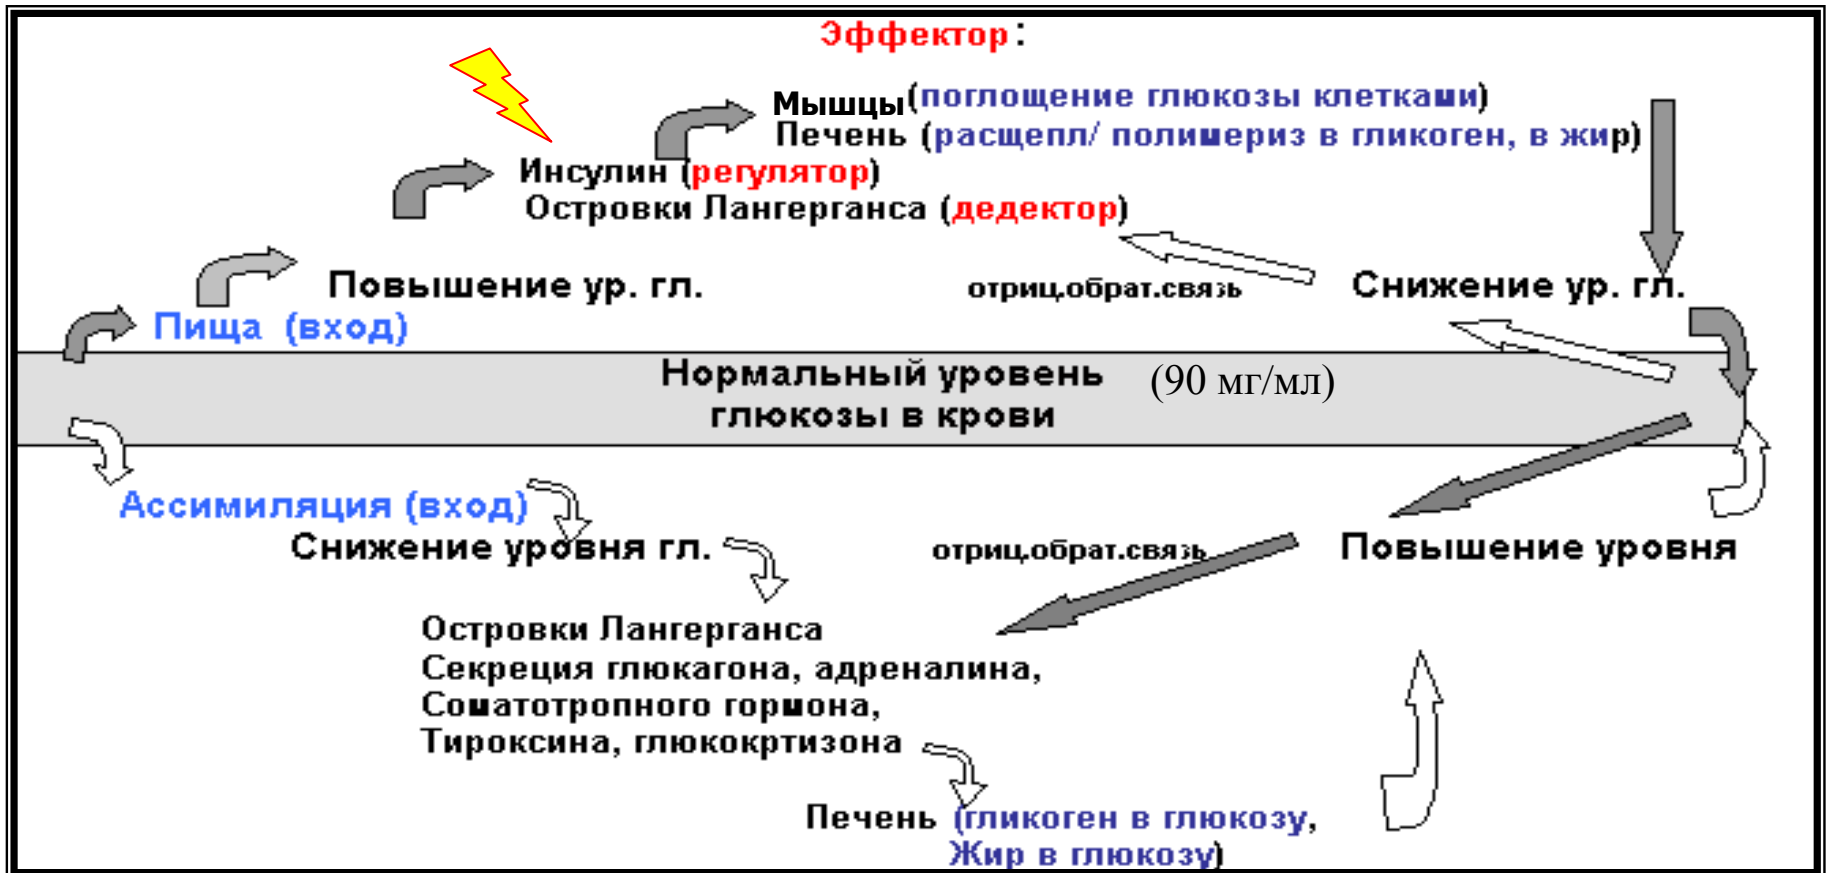 Эффектор:
Мышцы(поглощение глюкозы клетками)
Печень (расщепл/ полимериз в гликоген, в жир)
Инсулин (регулятор)
Островки Лангерганса (дедектор)
Повышение ур. гл.
отриц.обрат.связь
Снижение ур. гл.
Пища (вход)
Нормальный уровень (90 мг/мл)
глюкозы в крови
Ассимиляция (вход)
Снижение уровня гл.
отриц.обрат.связь
Повышение уровня
Островки Лангерганса
Секреция глюкагона, адреналина,
Соматотропного гормона,
Тироксина, глюкокртизона
Печень (гликоген в глюкозу,
Жир в глюкозу)